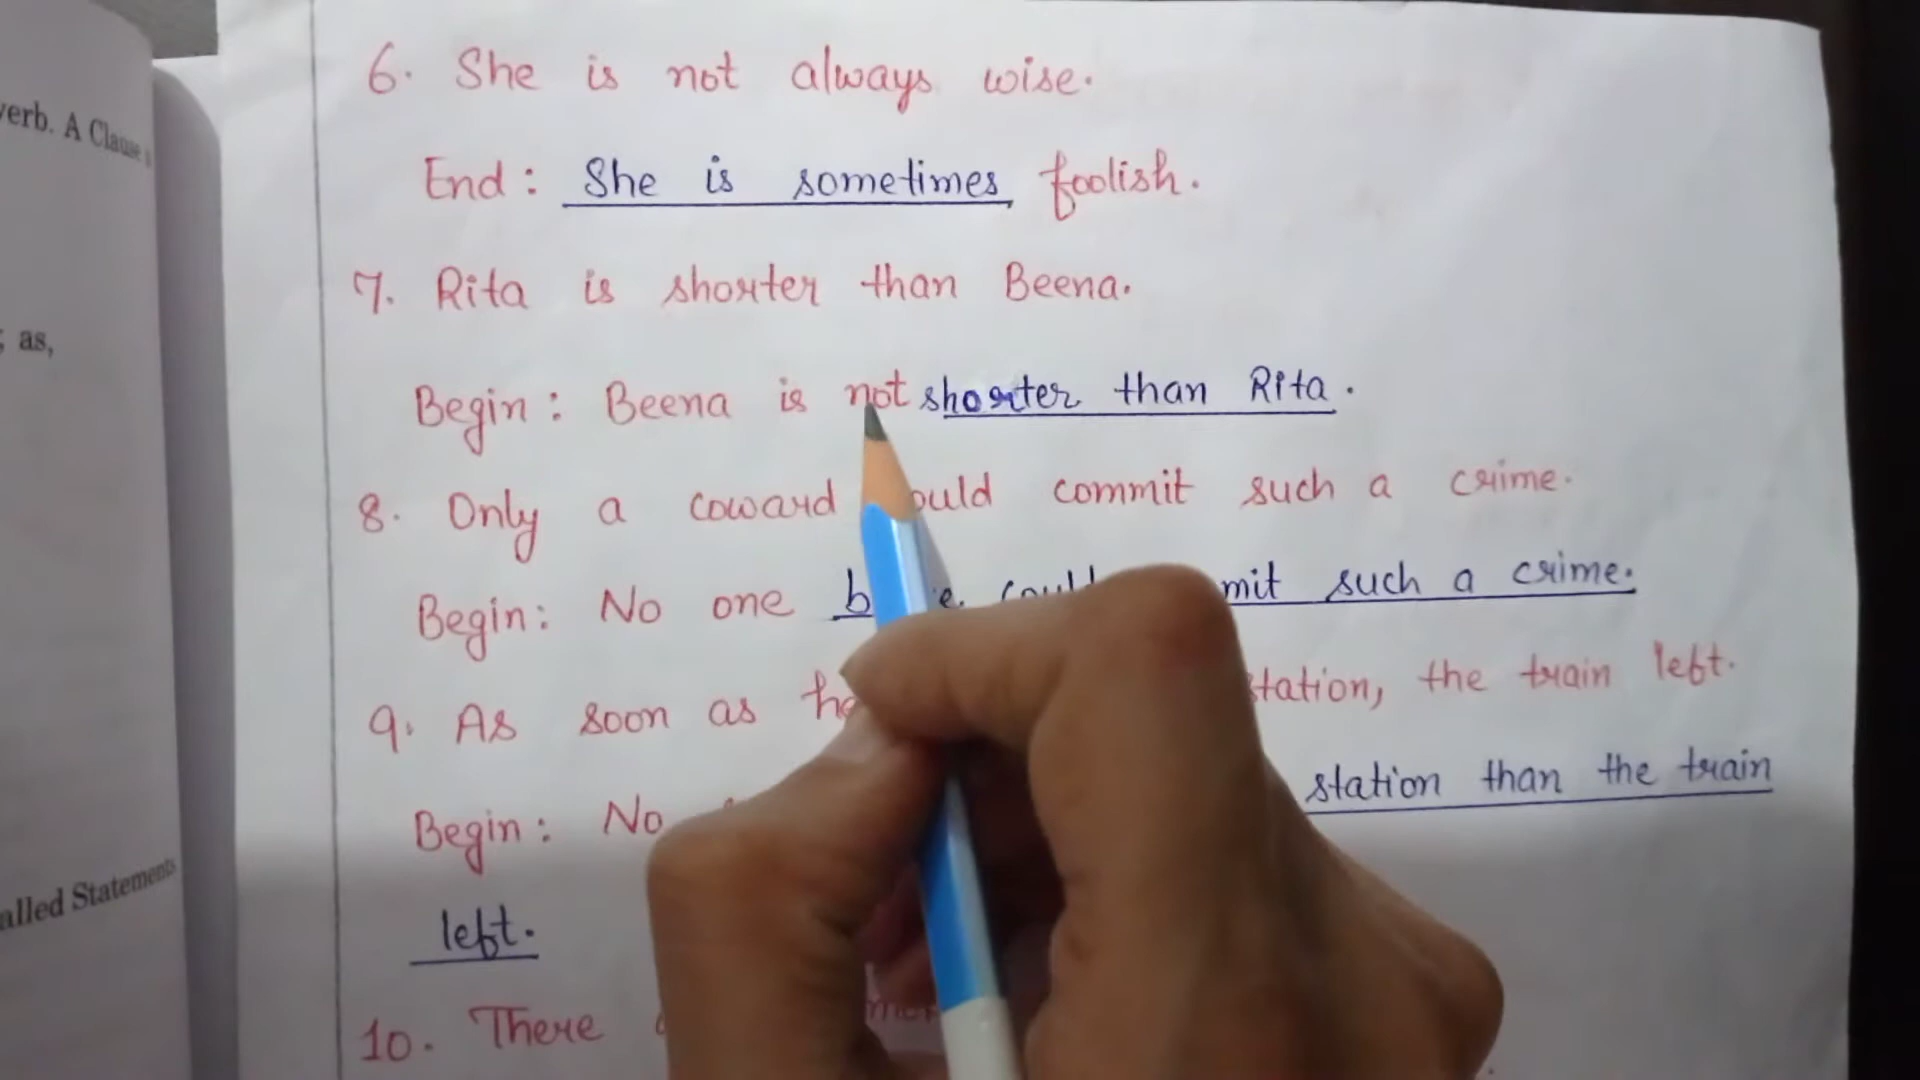 verb. A Clause
; as,
alled Statements
6. She is not always wise.
End: She is sometimes foolish.
7. Rita is shorter than Beena.
Begin: Beena is not shorter than Rita.
8. Only a coward ould commit such a crime.
Begin: No one mit such a crime.
9. As soon as station, the train left.
Begin: No station than the train
left.
10. There